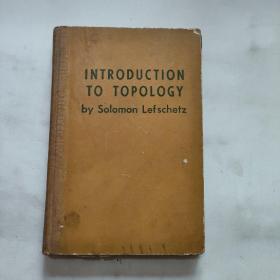 INTRODUCTION
TO TOPOLOGY
by Solomon Lefschetz